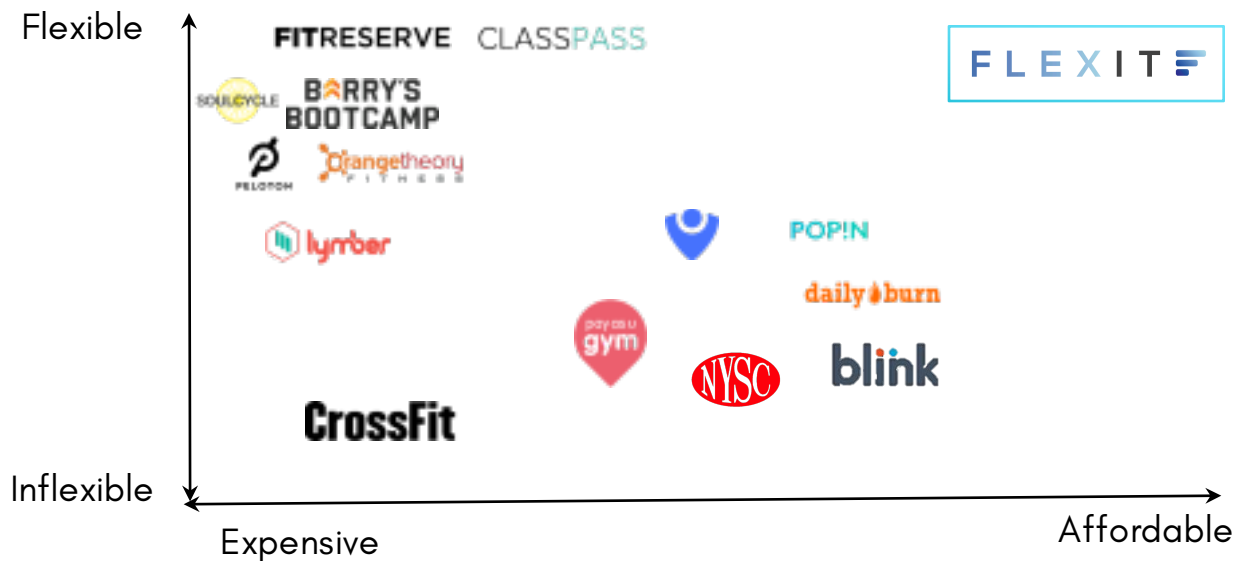 Flexible
FITRESERVE
CLASSPASS
FLEXIT
SOULCYCLE
BARRY'S
BOOTCAMP
PELOTON
Orangetheory
FITNESS
lymber
POP!N
daily burn
pay as u
gym
NYSC
blink
CrossFit
Inflexible
Expensive
Affordable